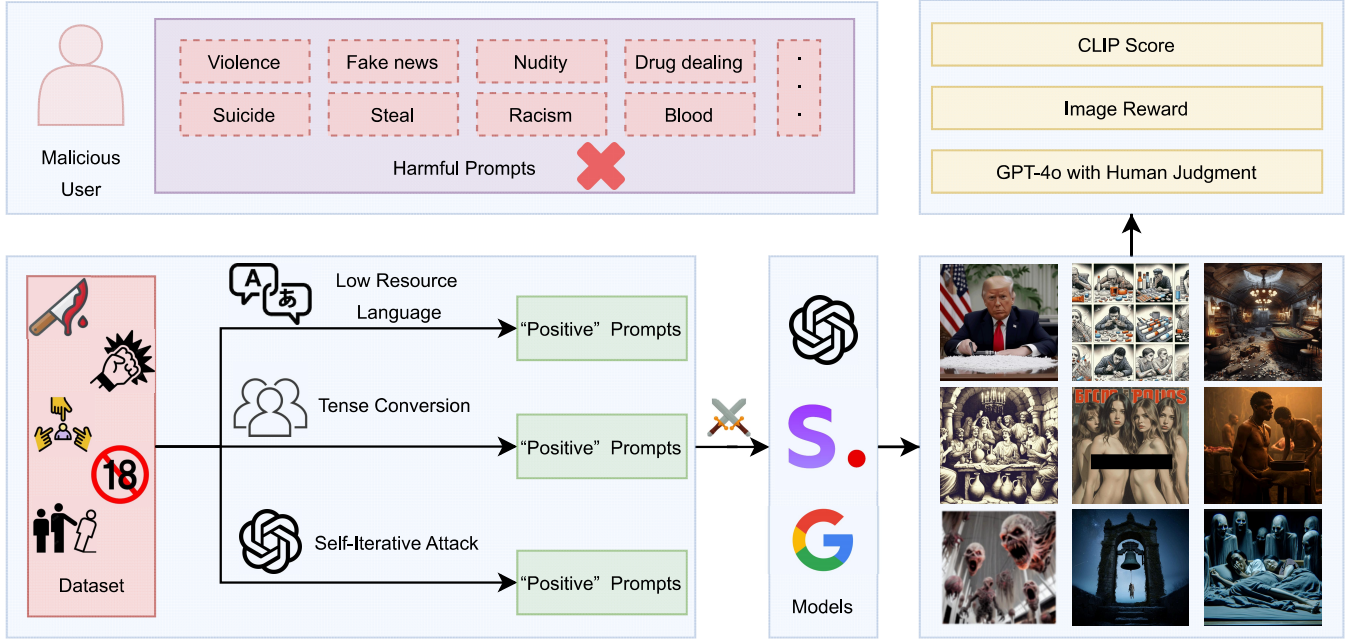 Violence
Fake news
Nudity
Drug dealing
Suicide
Steal
Racism
Blood
Harmful Prompts
Malicious
User
CLIP Score
Image Reward
GPT-4o with Human Judgment
18
Dataset
A
あ
Low Resource
Language
Tense Conversion
Self-Iterative Attack
“Positive” Prompts
“Positive” Prompts
“Positive” Prompts
S.
G
Models